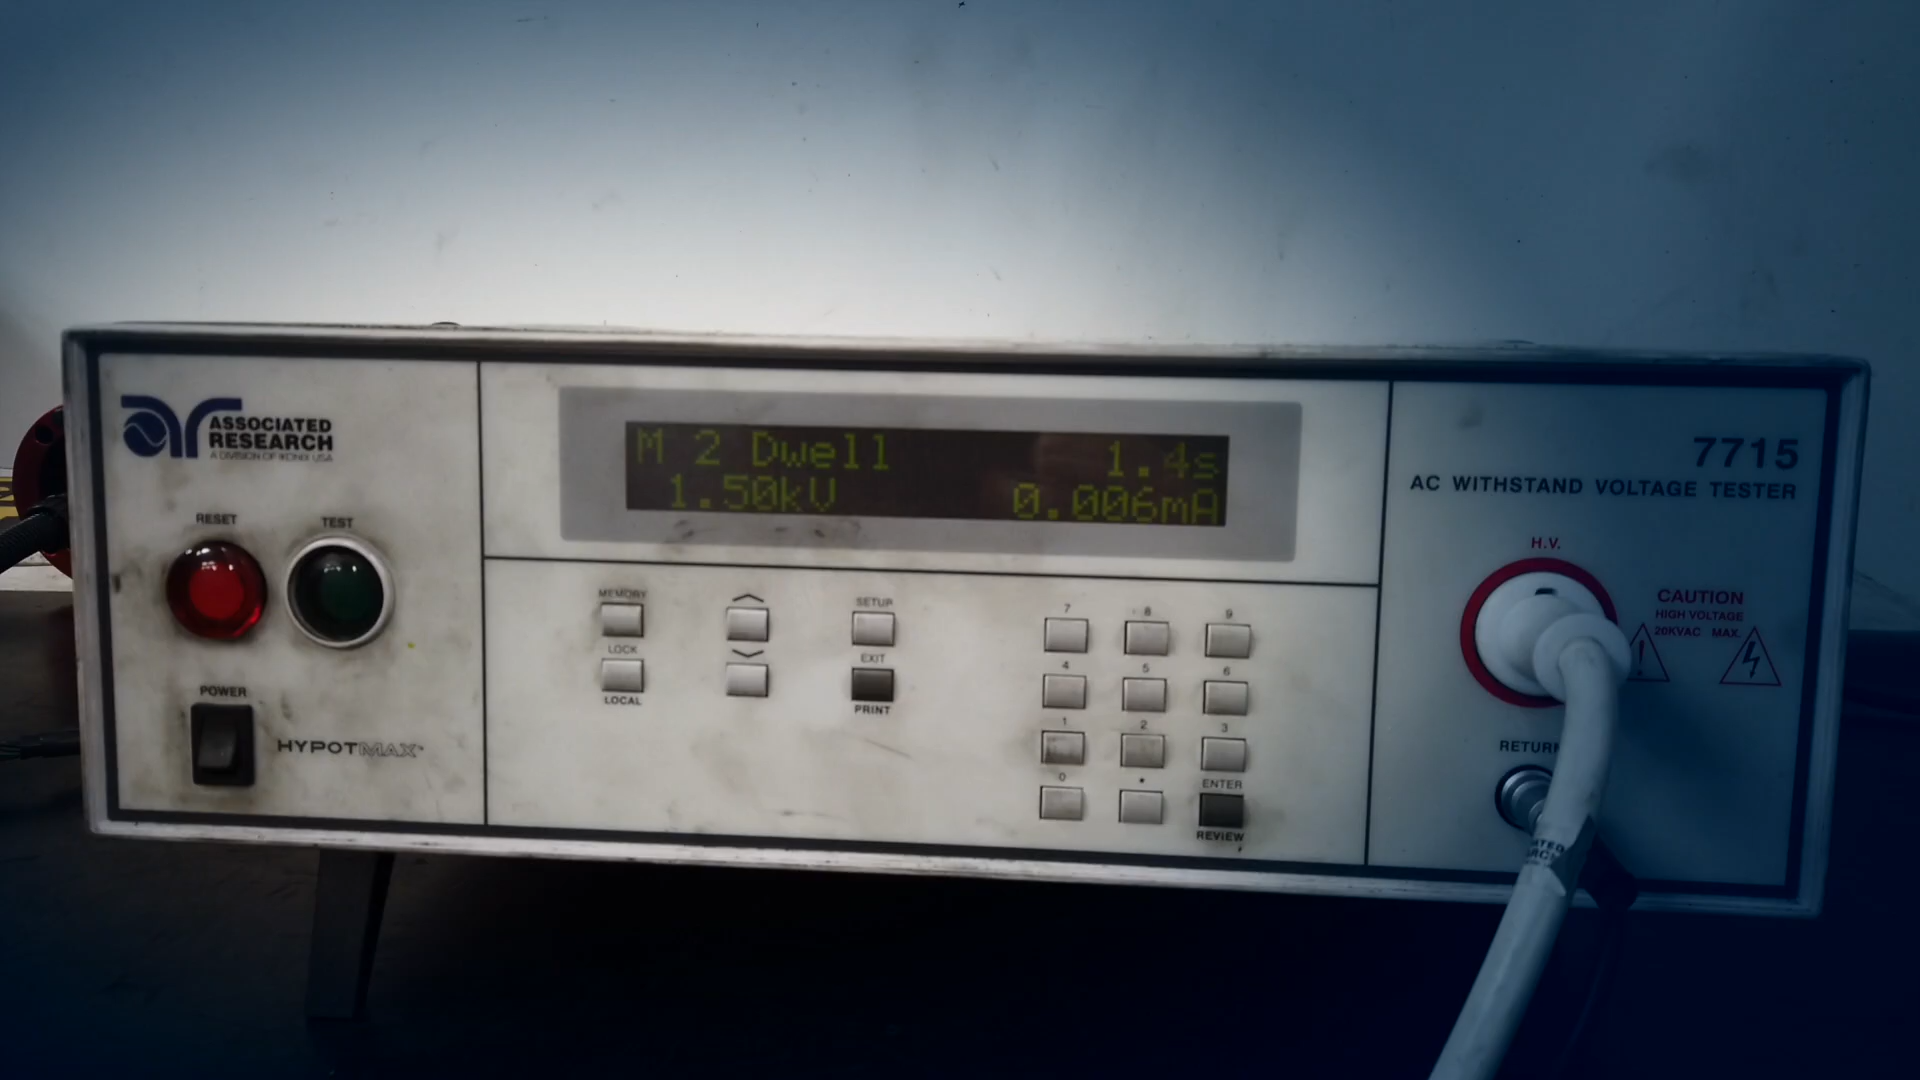 ASSOCIATED
RESEARCH
A DIVISION OF IKONIX USA
RESET
TEST
POWER
HYPOTMAX
M 2 Dwell 1.4s
1.50kV 0.006mA
MEMORY
LOCK
LOCAL
SETUP
EXIT
PRINT
7 8 9
4 5 6
1 2 3
0 • ENTER
REVIEW
7715
AC WITHSTAND VOLTAGE TESTER
H.V.
CAUTION
HIGH VOLTAGE
20KVAC MAX.
RETURN